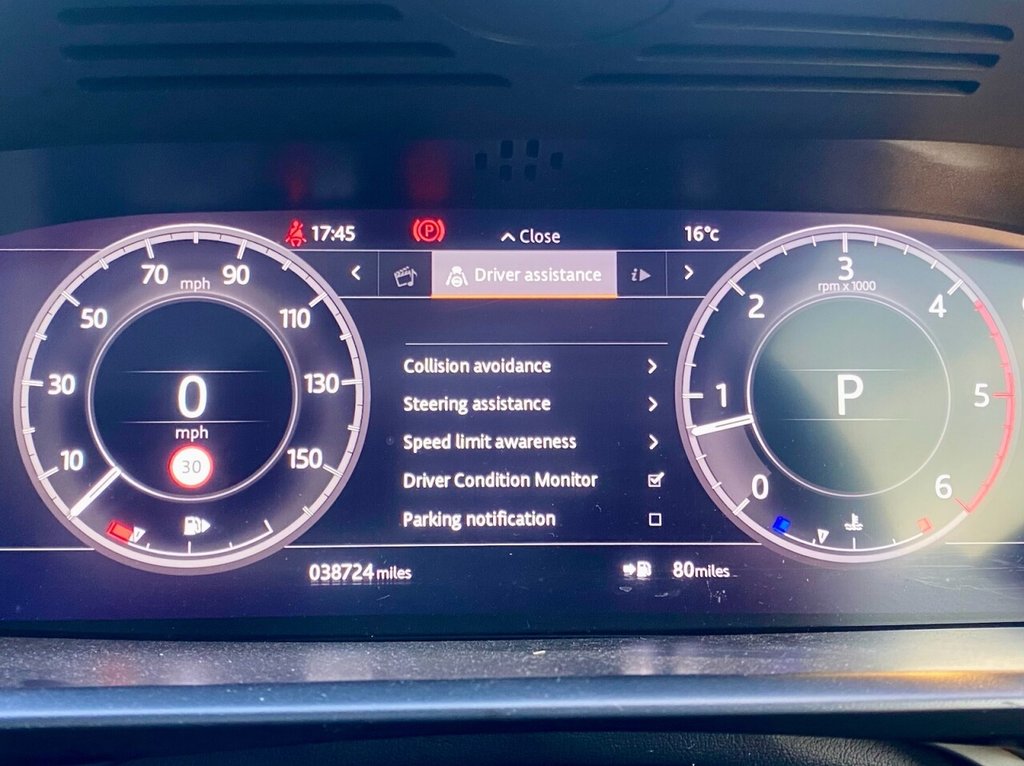 17:45
Close
16°c
Driver assistance
i
70 mph 90
50
110
30
130
10
150
0
mph
30
Collision avoidance
Steering assistance
Speed limit awareness
Driver Condition Monitor
Parking notification
3
rpm x 1000
2
4
1
5
0
6
P
038724 miles
80 miles